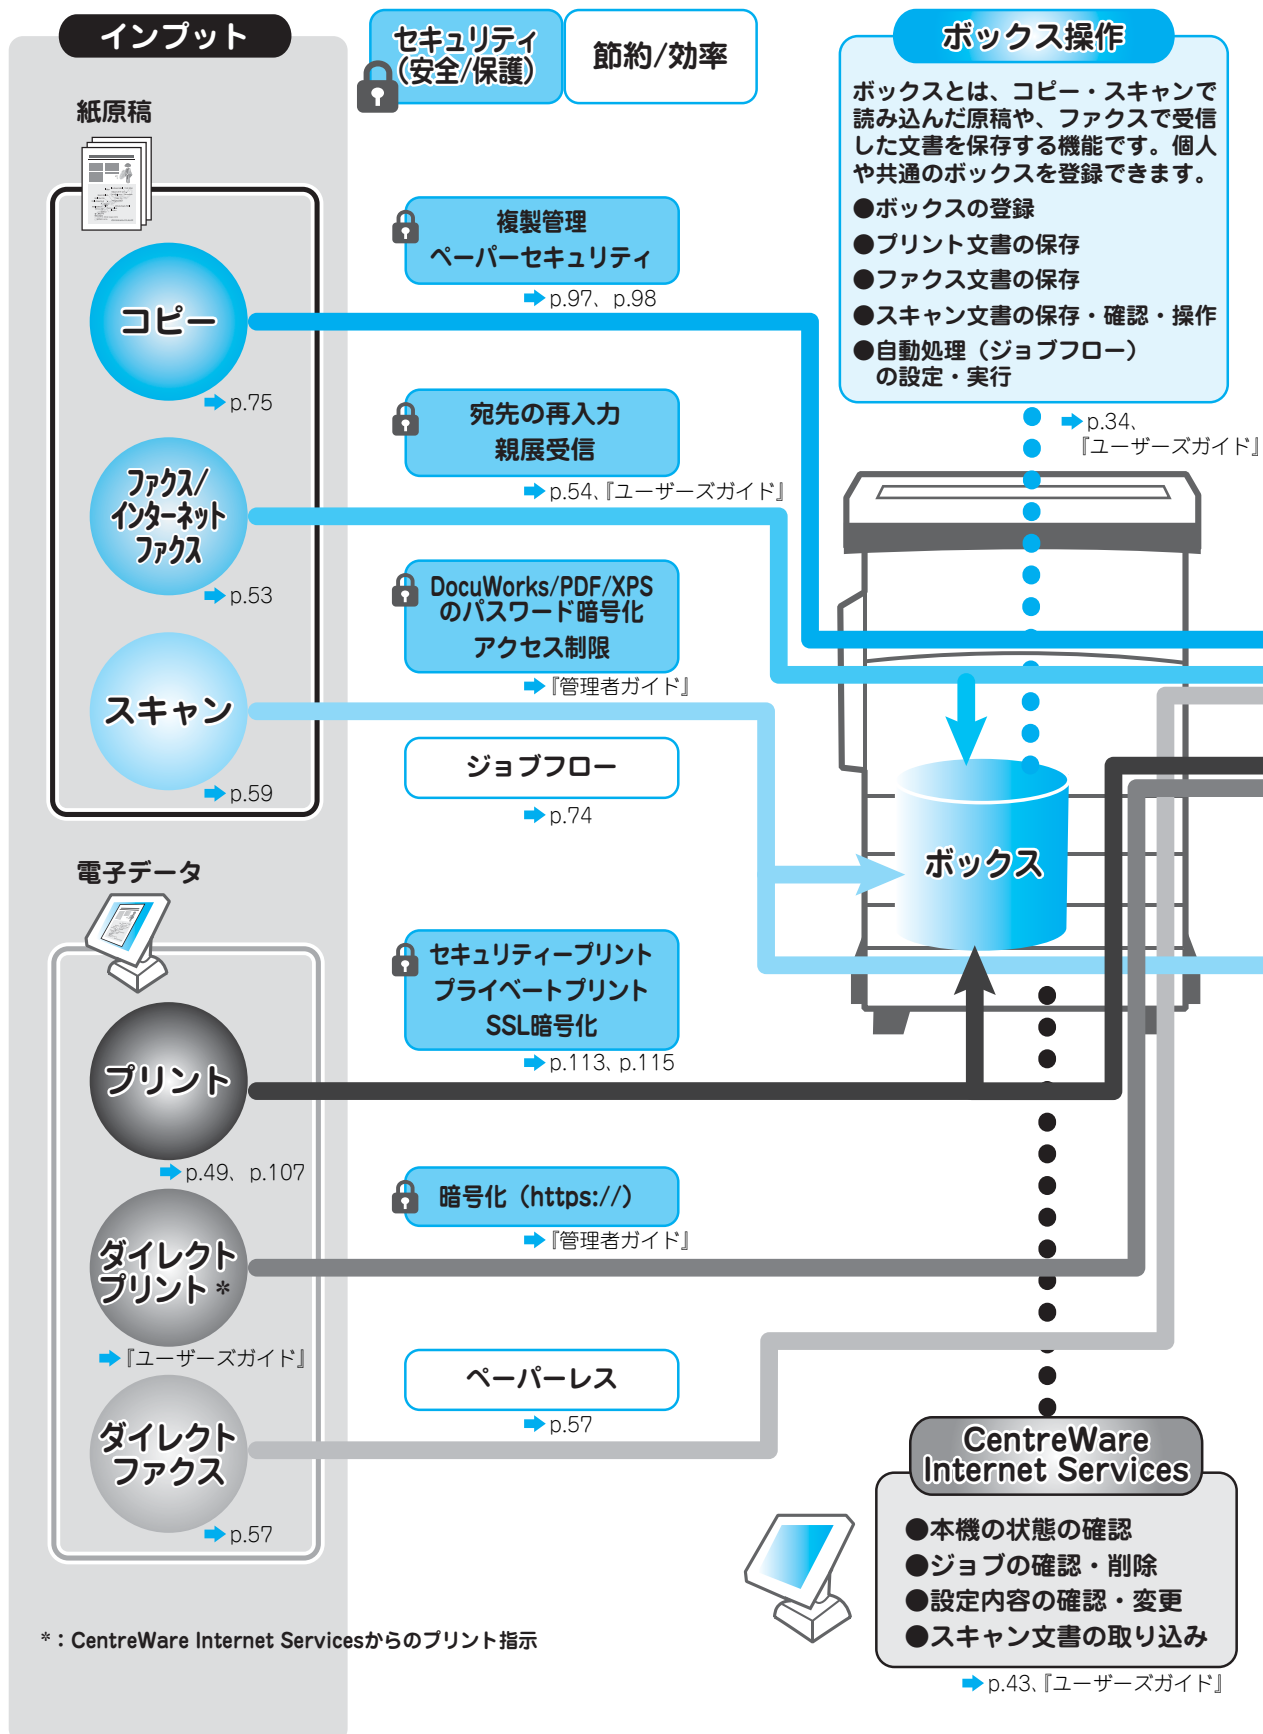 インプット
セキュリティ
（安全/保護）
節約/効率
紙原稿
コピー
➡ p.75
ファクス/
インターネット
ファクス
➡ p.53
スキャン
➡ p.59
電子データ
プリント
➡ p.49、p.107
ダイレクト
プリント*
➡『ユーザーズガイド』
ダイレクト
ファクス
➡ p.57
*：CentreWare Internet Servicesからのプリント指示
複製管理
ペーパーセキュリティ
➡ p.97、p.98
宛先の再入力
親展受信
➡ p.54、『ユーザーズガイド』
DocuWorks/PDF/XPS
のパスワード暗号化
アクセス制限
➡『管理者ガイド』
ジョブフロー
➡ p.74
セキュリティープリント
プライベートプリント
SSL暗号化
➡ p.113、p.115
暗号化（https://）
➡『管理者ガイド』
ペーパーレス
➡ p.57
ボックス操作
ボックスとは、コピー・スキャンで
読み込んだ原稿や、ファクスで受信
した文書を保存する機能です。個人
や共通のボックスを登録できます。
●ボックスの登録
●プリント文書の保存
●ファクス文書の保存
●スキャン文書の保存・確認・操作
●自動処理（ジョブフロー）
の設定・実行
➡ p.34、
『ユーザーズガイド』
ボックス
CentreWare
Internet Services
●本機の状態の確認
●ジョブの確認・削除
●設定内容の確認・変更
●スキャン文書の取り込み
➡ p.43、『ユーザーズガイド』